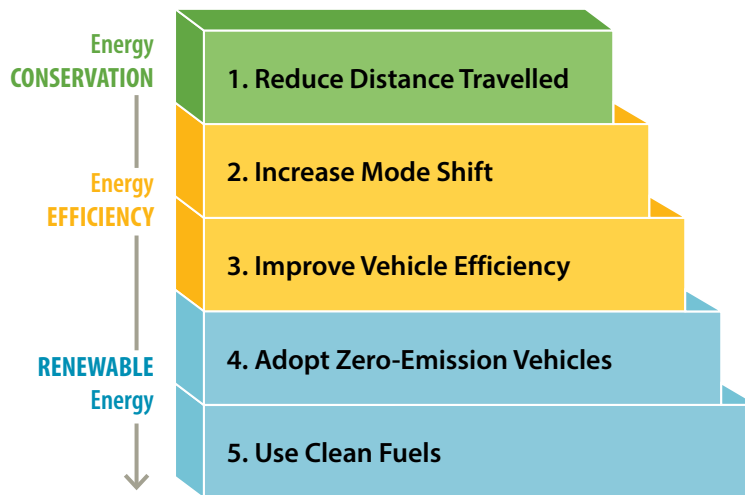 Energy
CONSERVATION
1. Reduce Distance Travelled
2. Increase Mode Shift
Energy
EFFICIENCY
3. Improve Vehicle Efficiency
RENEWABLE
Energy
4. Adopt Zero-Emission Vehicles
5. Use Clean Fuels